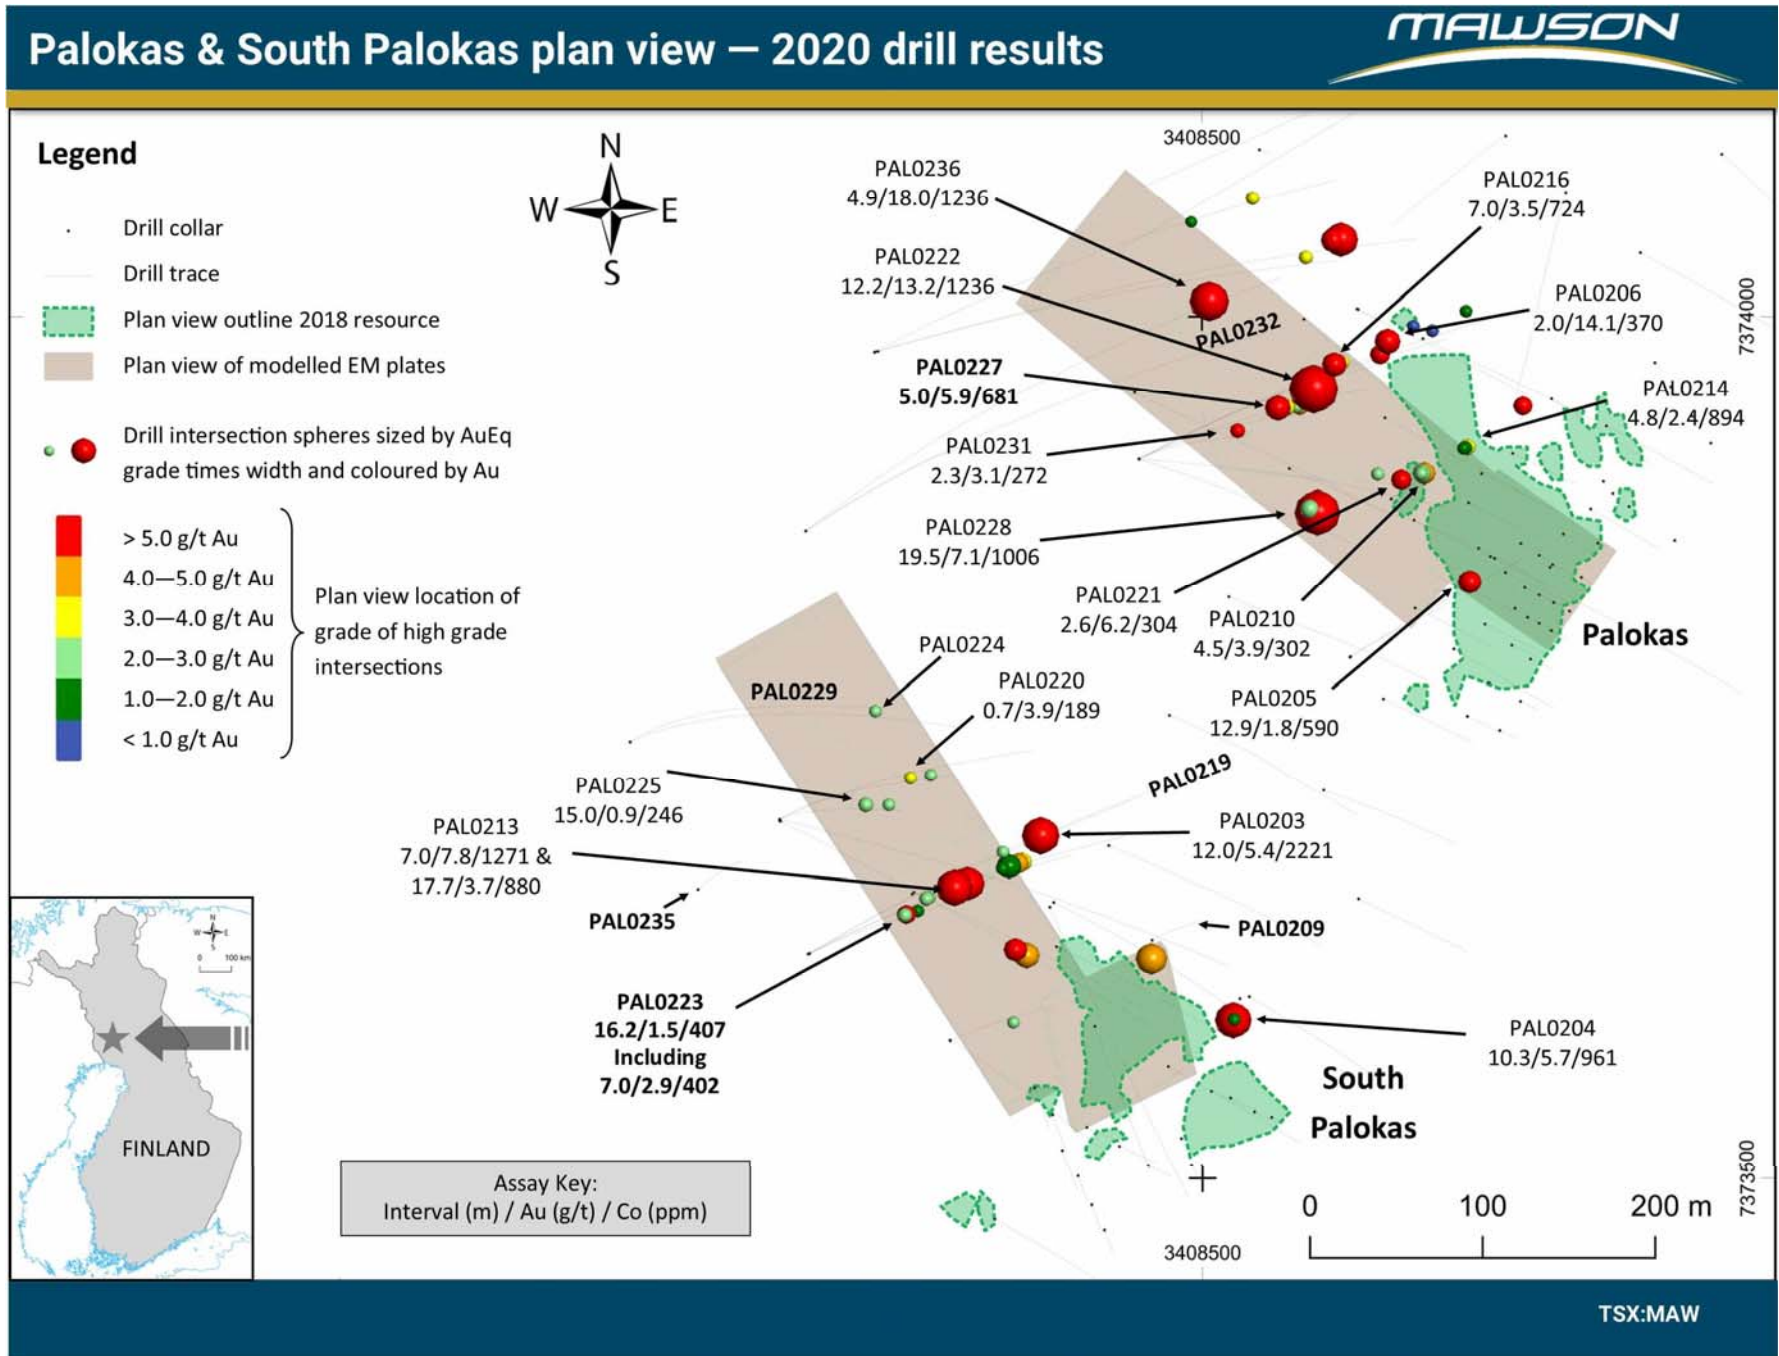 Palokas & South Palokas plan view — 2020 drill results
MAWSON
Legend
Drill collar
Drill trace
Plan view outline 2018 resource
Plan view of modelled EM plates
Drill intersection spheres sized by AuEq
grade times width and coloured by Au
> 5.0 g/t Au
4.0—5.0 g/t Au
3.0—4.0 g/t Au
2.0—3.0 g/t Au
1.0—2.0 g/t Au
< 1.0 g/t Au
Plan view location of
grade of high grade
intersections
N
W
E
S
3408500
7374000
PAL0236
4.9/18.0/1236
PAL0216
7.0/3.5/724
PAL0222
12.2/13.2/1236
PAL0206
2.0/14.1/370
PAL0232
PAL0227
5.0/5.9/681
PAL0214
4.8/2.4/894
PAL0231
2.3/3.1/272
PAL0228
19.5/7.1/1006
PAL0221
2.6/6.2/304
PAL0210
4.5/3.9/302
Palokas
PAL0205
12.9/1.8/590
PAL0224
PAL0229
PAL0220
0.7/3.9/189
PAL0225
15.0/0.9/246
PAL0219
PAL0213
7.0/7.8/1271 &
17.7/3.7/880
PAL0203
12.0/5.4/2221
PAL0235
PAL0209
PAL0223
16.2/1.5/407
Including
7.0/2.9/402
PAL0204
10.3/5.7/961
South
Palokas
N
W
E
S
0
100 km
FINLAND
Assay Key:
Interval (m) / Au (g/t) / Co (ppm)
7373500
3408500
0
100
200 m
TSX:MAW